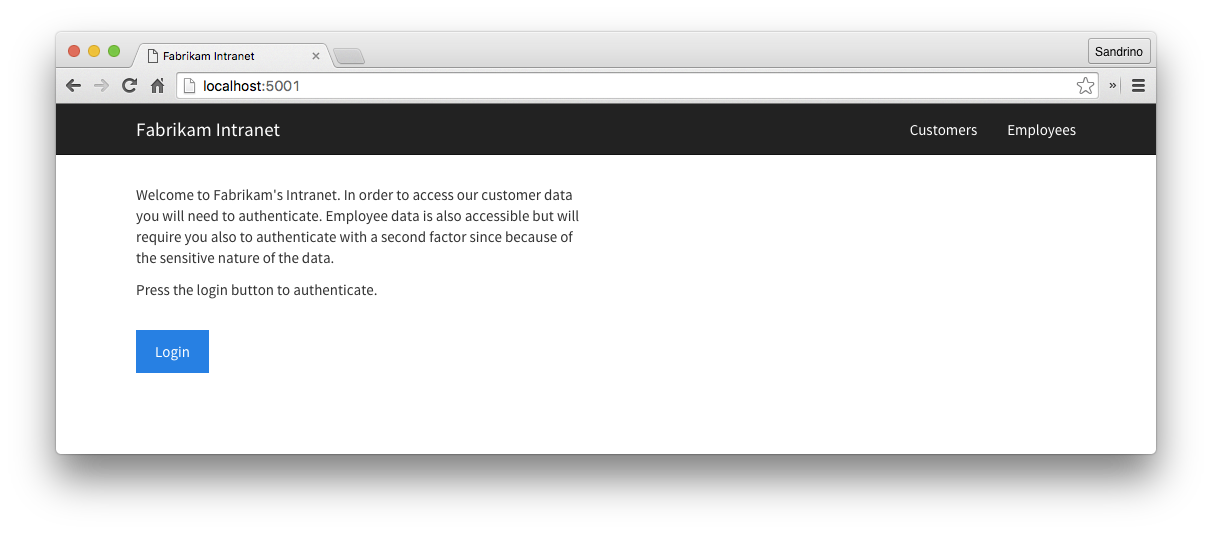 Fabrikam Intranet
Sandrino
localhost:5001
»
Fabrikam Intranet
Customers
Employees
Welcome to Fabrikam's Intranet. In order to access our customer data
you will need to authenticate. Employee data is also accessible but will
require you also to authenticate with a second factor since because of
the sensitive nature of the data.
Press the login button to authenticate.
Login